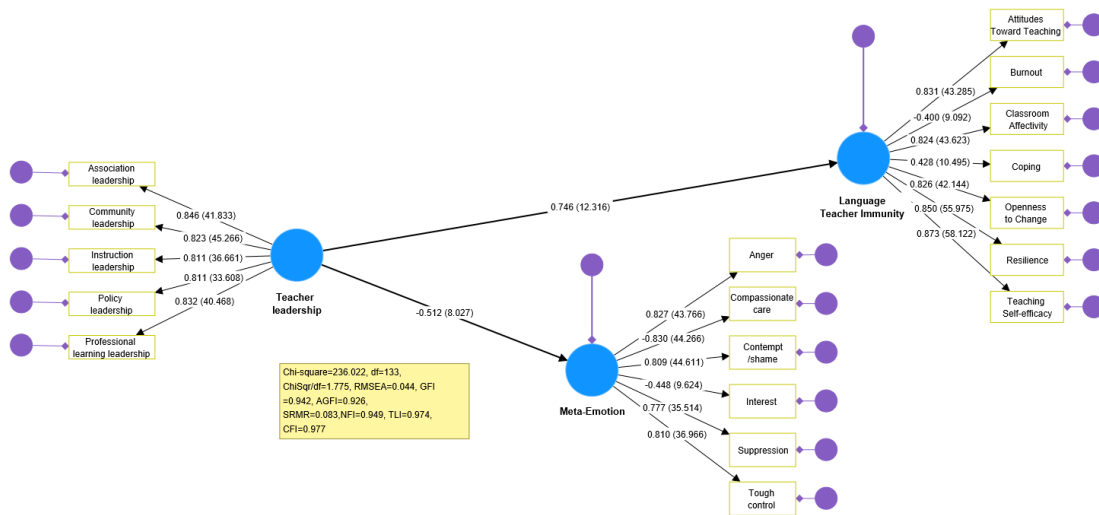 Association
leadership
Community
leadership
Instruction
leadership
Policy
leadership
Professional
learning leadership
0.846 (41.833)
0.823 (45.266)
0.811 (36.661)
0.811 (33.608)
0.832 (40.468)
Teacher
leadership
0.746 (12.316)
-0.512 (8.027)
Chi-square=236.022, df=133,
ChiSqr/df=1.775, RMSEA=0.044, GFI
=0.942, AGFI=0.926,
SRMR=0.083,NFI=0.949, TLI=0.974,
CFI=0.977
Meta-Emotion
0.827 (43.766)
-0.830 (44.266)
0.809 (44.611)
-0.448 (9.624)
0.777 (35.514)
0.810 (36.966)
Anger
Compassionate
care
Contempt
/shame
Interest
Suppression
Tough
control
Language
Teacher Immunity
0.831 (43.285)
-0.400 (9.092)
0.824 (43.623)
0.428 (10.495)
0.826 (42.144)
0.850 (55.975)
0.873 (58.122)
Attitudes
Toward Teaching
Burnout
Classroom
Affectivity
Coping
Openness
to Change
Resilience
Teaching
Self-efficacy